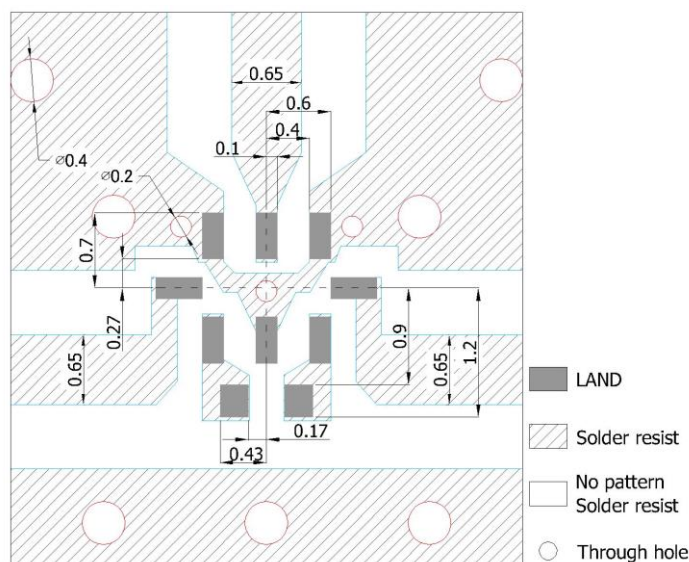 0.65
0.6
0.4
0.1
⌀0.4
⌀0.2
0.7
0.27
0.65
0.9
1.2
0.65
0.17
0.43
LAND
Solder resist
No pattern
Solder resist
Through hole